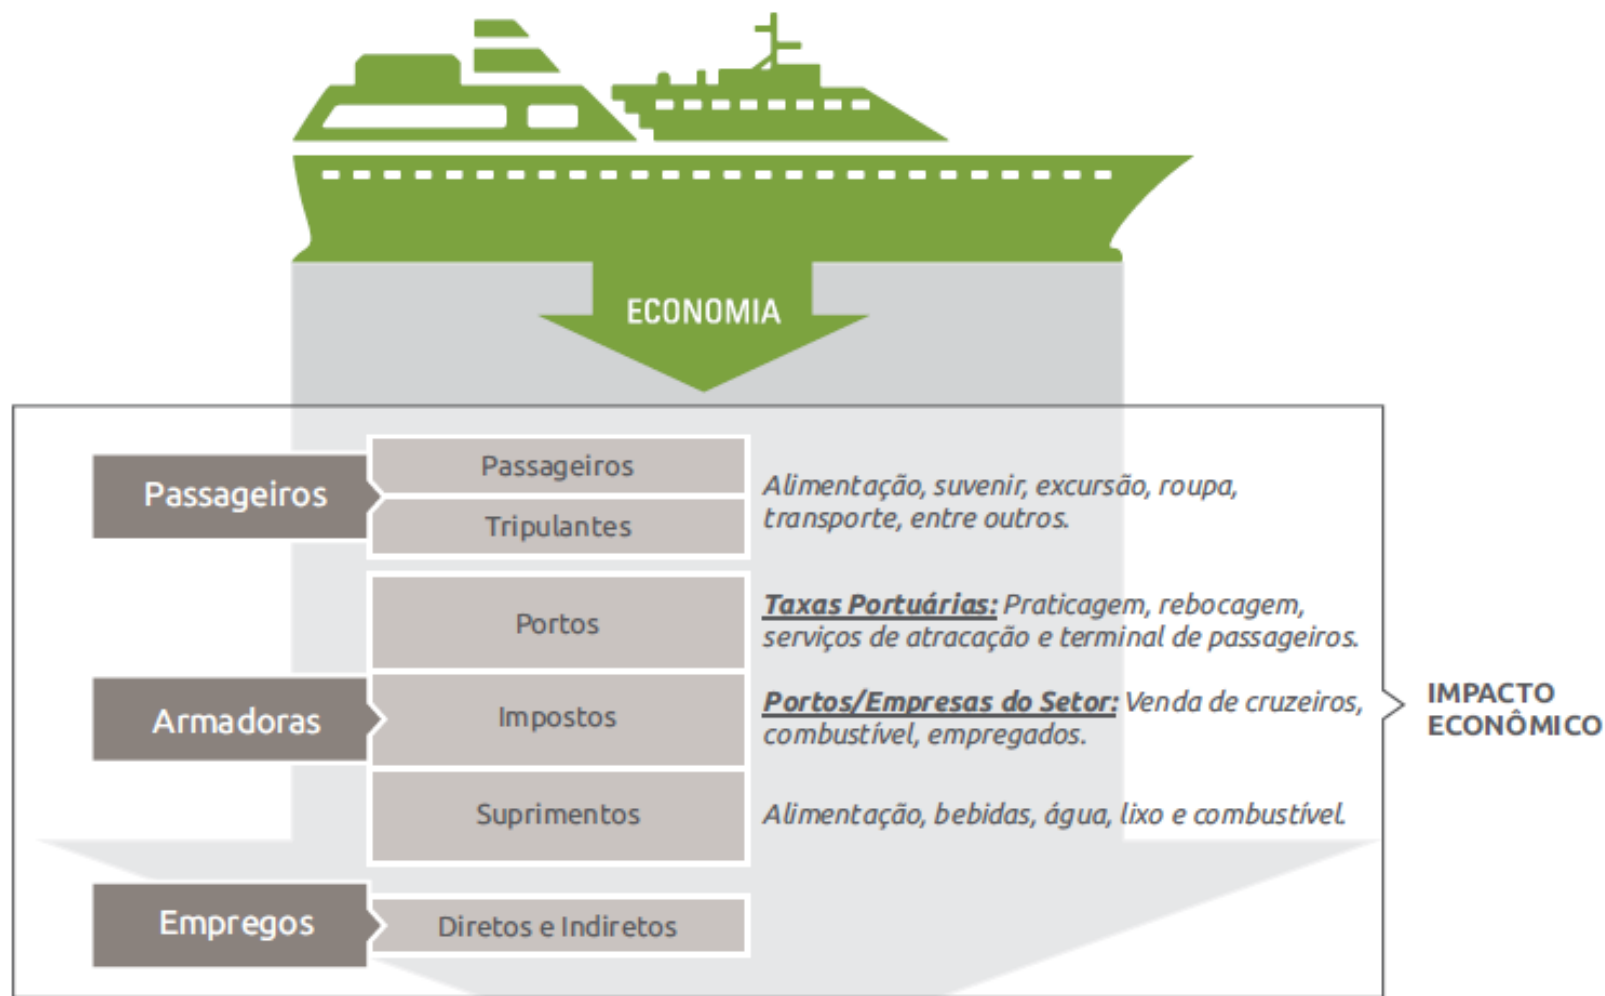 ECONOMIA
Passageiros
Passageiros
Tripulantes
Alimentação, suvenir, excursão, roupa,
transporte, entre outros.
Armadoras
Portos
Taxas Portuárias: Praticagem, rebocagem,
serviços de atracação e terminal de passageiros.
Impostos
Portos/Empresas do Setor: Venda de cruzeiros,
combustível, empregados.
Suprimentos
Alimentação, bebidas, água, lixo e combustível.
Empregos
Diretos e Indiretos
IMPACTO
ECONÔMICO